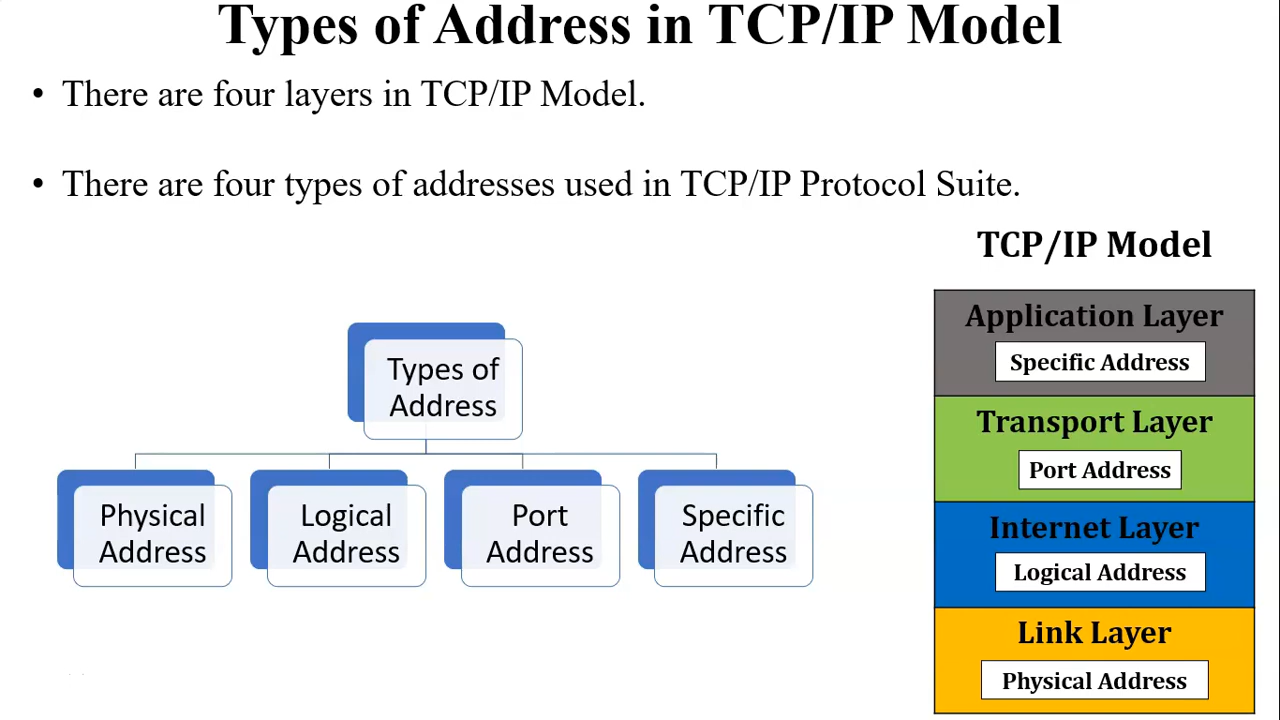 Types of Address in TCP/IP Model
• There are four layers in TCP/IP Model.
• There are four types of addresses used in TCP/IP Protocol Suite.
TCP/IP Model
Application Layer
Specific Address
Transport Layer
Port Address
Internet Layer
Logical Address
Link Layer
Physical Address
Types of
Address
Physical
Address
Logical
Address
Port
Address
Specific
Address